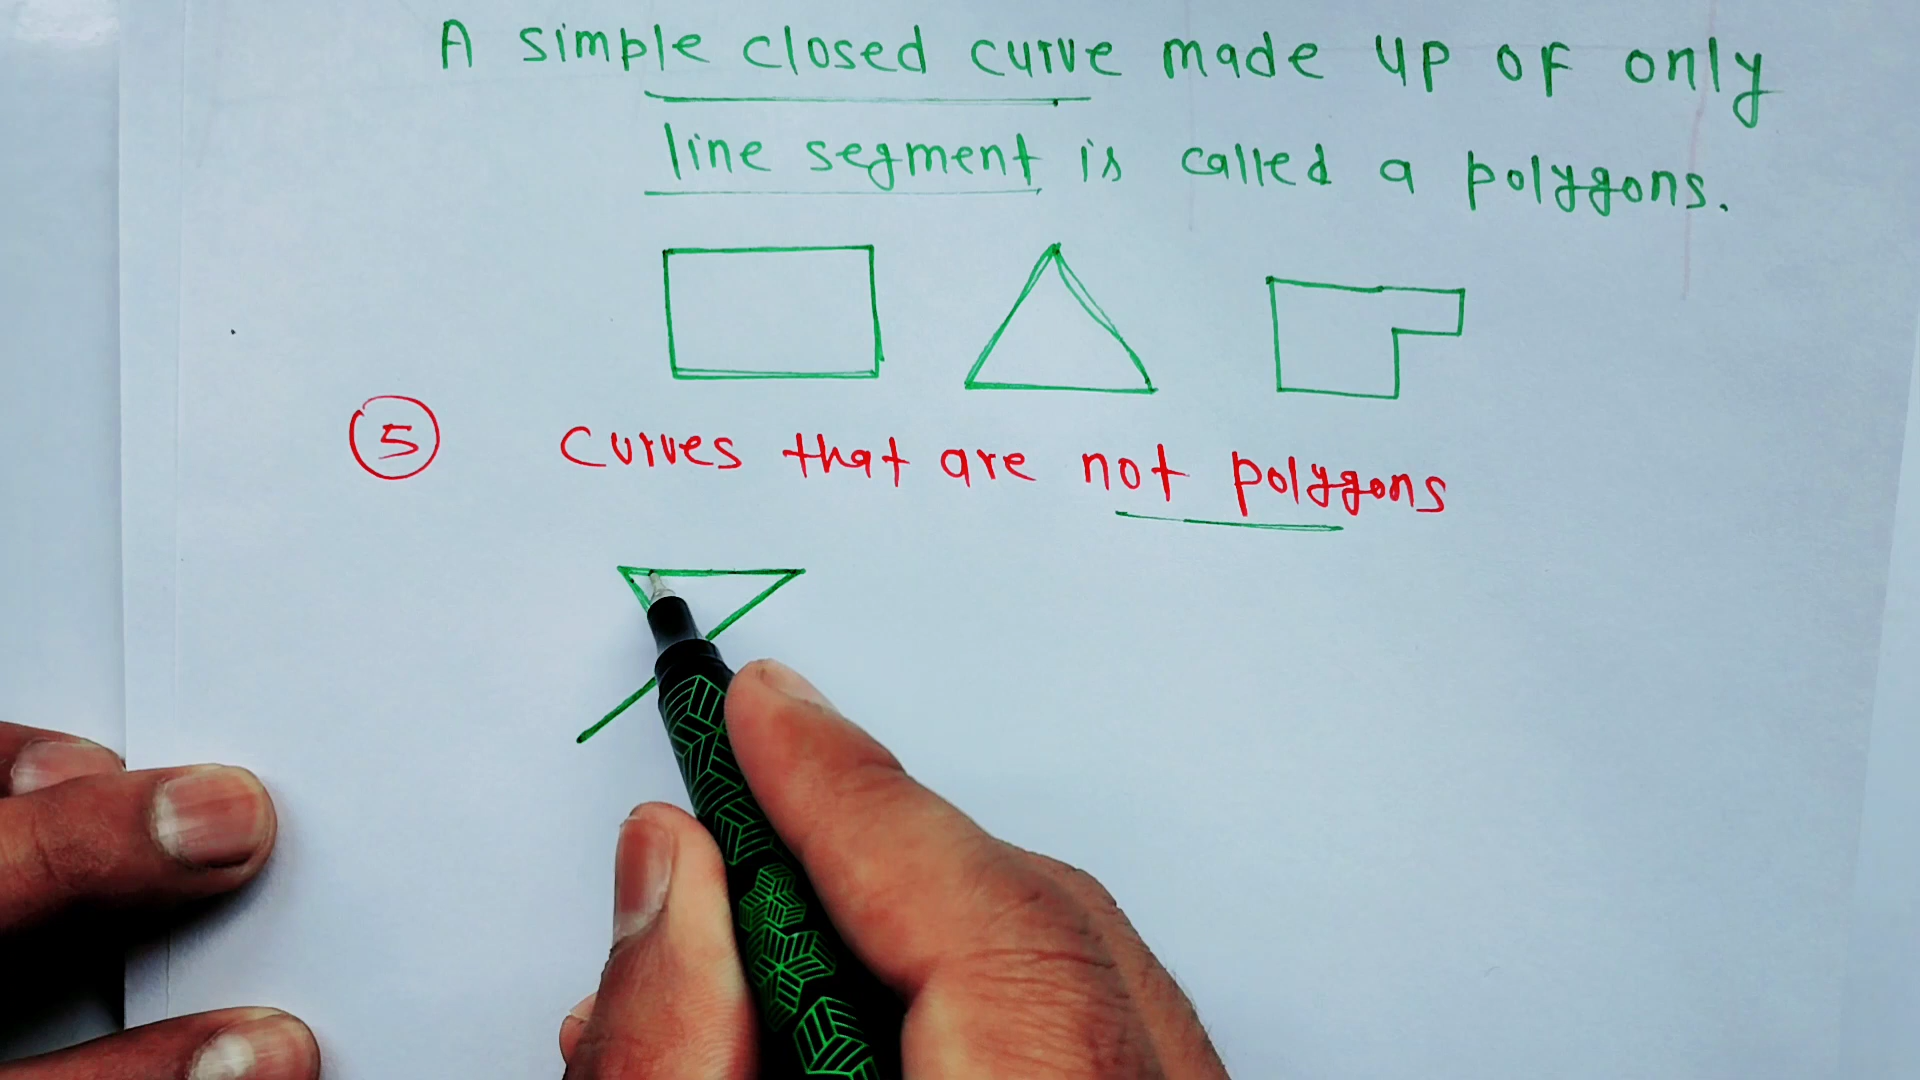 A simple closed curve made up of only
line segment is called a polygons.
5 Curves that are not polygons